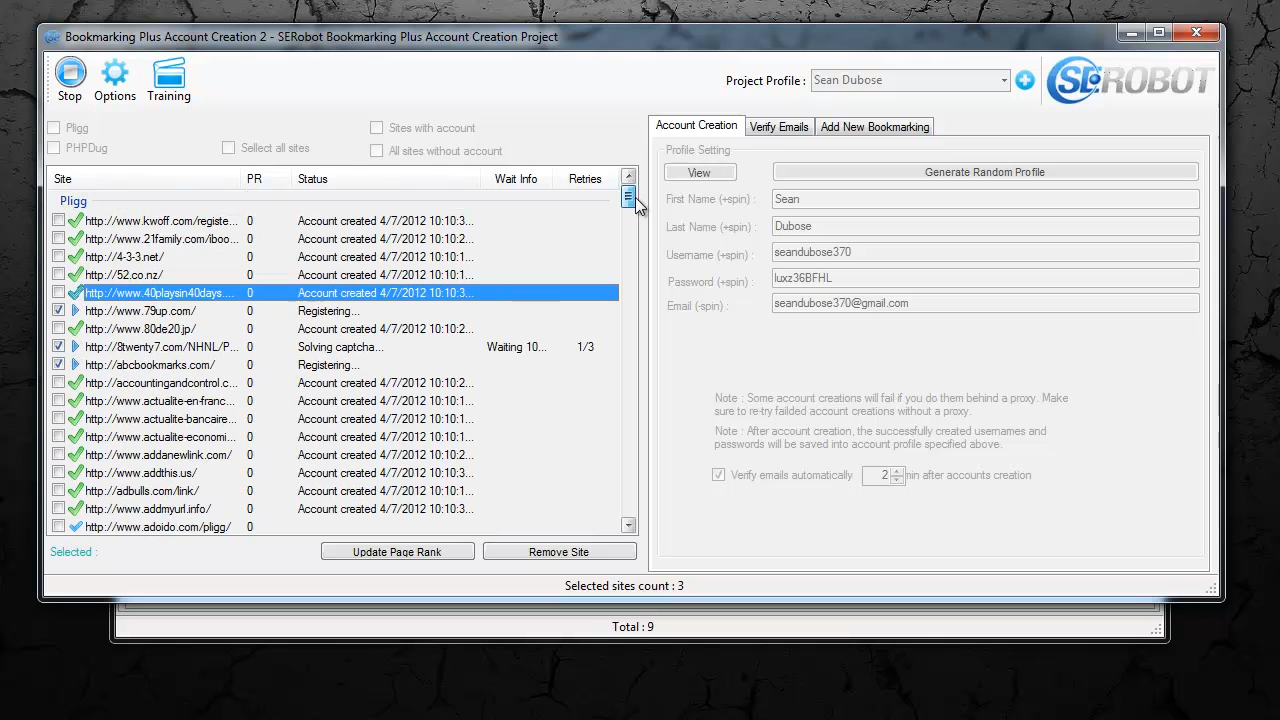 Bookmarking Plus Account Creation 2 - SERobot Bookmarking Plus Account Creation Project
Stop
Options
Training
Project Profile :
Sean Dubose
SEROBOT
Pligg
PHPDug
Sellect all sites
Sites with account
All sites without account
Site PR Status Wait Info Retries
Pligg
http://www.kwoff.com/registe... 0 Account created 4/7/2012 10:10:3...
http://www.21family.com/iboo... 0 Account created 4/7/2012 10:10:2...
http://4-3-3.net/ 0 Account created 4/7/2012 10:10:1...
http://52.co.nz/ 0 Account created 4/7/2012 10:10:1...
http://www.40playsin40days.... 0 Account created 4/7/2012 10:10:3...
http://www.79up.com/ 0 Registering...
http://www.80de20.jp/ 0 Account created 4/7/2012 10:10:2...
http://8twenty7.com/NHNL/P... 0 Solving captcha... Waiting 10... 1/3
http://abcbookmarks.com/ 0 Registering...
http://accountingandcontrol.c... 0 Account created 4/7/2012 10:10:2...
http://www.actualite-en-franc... 0 Account created 4/7/2012 10:10:1...
http://www.actualite-bancaire... 0 Account created 4/7/2012 10:10:1...
http://www.actualite-economi... 0 Account created 4/7/2012 10:10:1...
http://www.addanewlink.com/ 0 Account created 4/7/2012 10:10:2...
http://www.addthis.us/ 0 Account created 4/7/2012 10:10:3...
http://adbulls.com/link/ 0 Account created 4/7/2012 10:10:1...
http://www.addmyurl.info/ 0 Account created 4/7/2012 10:10:3...
http://www.adoido.com/pligg/ 0
Selected :
Update Page Rank
Remove Site
Account Creation
Verify Emails
Add New Bookmarking
Profile Setting
View
Generate Random Profile
First Name (+spin) : Sean
Last Name (+spin) : Dubose
Username (+spin) : seandubose370
Password (+spin) : luxz36BFHL
Email (-spin) : seandubose370@gmail.com
Note : Some account creations will fail if you do them behind a proxy. Make
sure to re-try failded account creations without a proxy.
Note : After account creation, the successfully created usernames and
passwords will be saved into account profile specified above.
Verify emails automatically 2 nin after accounts creation
Selected sites count : 3
Total : 9